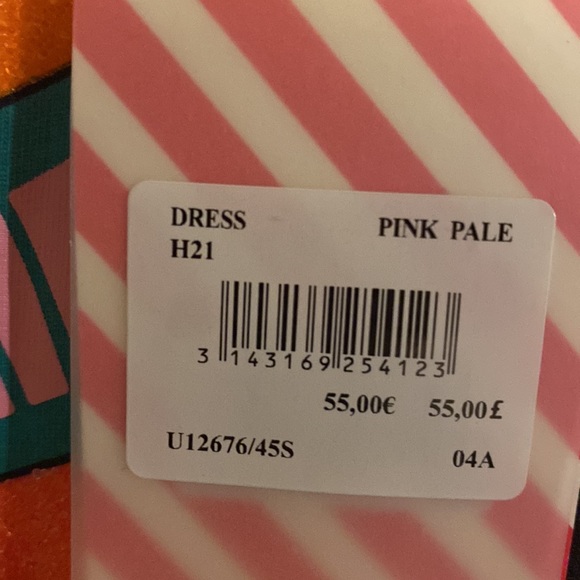 DRESS PINK PALE
H21
3 143169 254123
55,00€ 55,00£
U12676/45S 04A